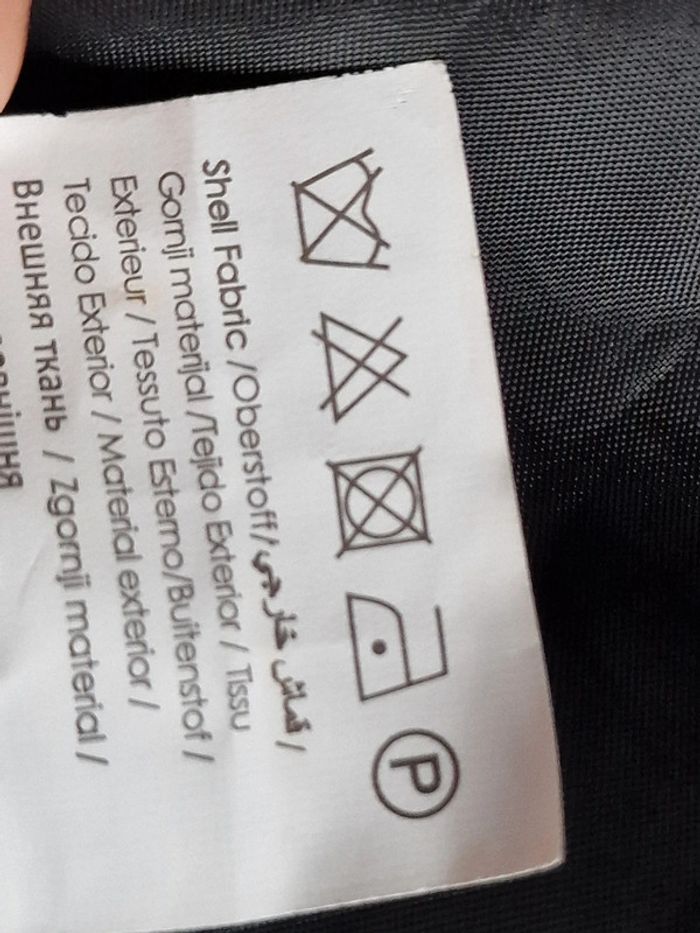 P
Shell Fabric /Oberstoff/ قماش خارجي /
Gornji materijal /Tejido Exterior / Tissu
Exterieur / Tessuto Esterno/Buitenstof /
Tecido Exterior / Material exterior /
Внешняя ткань / Zgornji material /